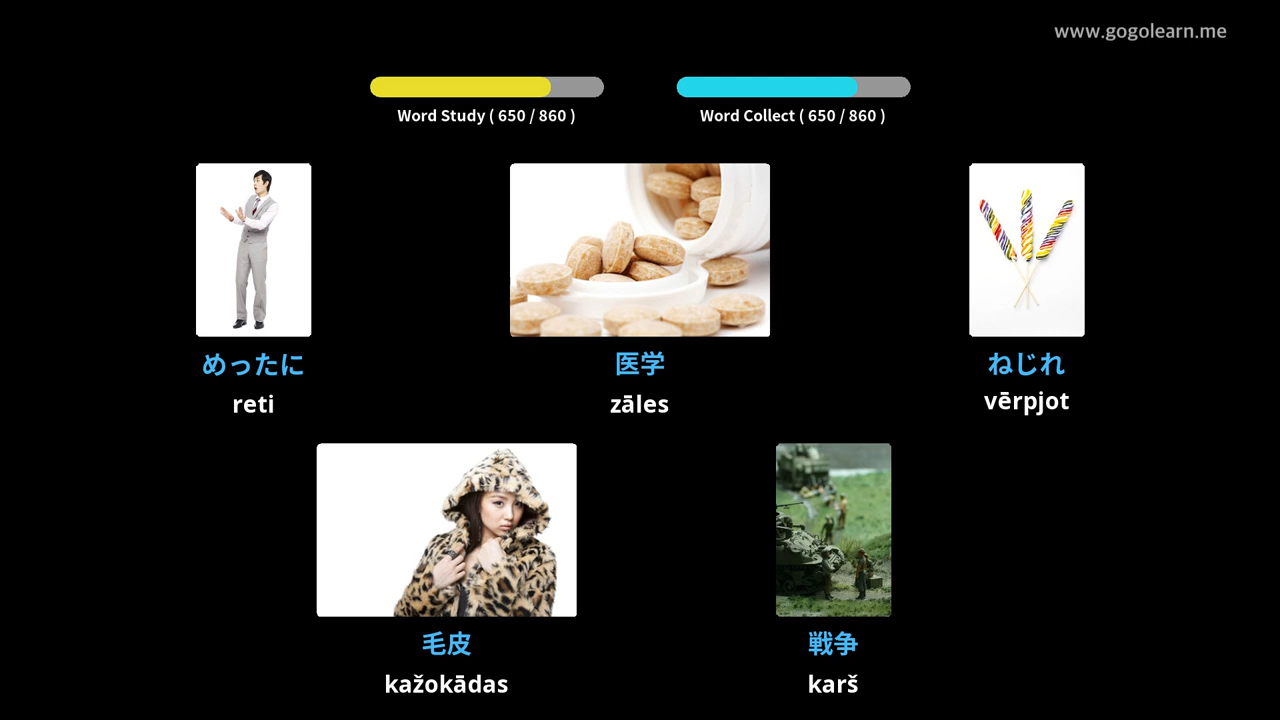 www.gogolearn.me
Word Study ( 650 / 860 )
Word Collect ( 650 / 860 )
めったに
reti
医学
zāles
ねじれ
vērpjot
毛皮
kažokādas
戦争
karš